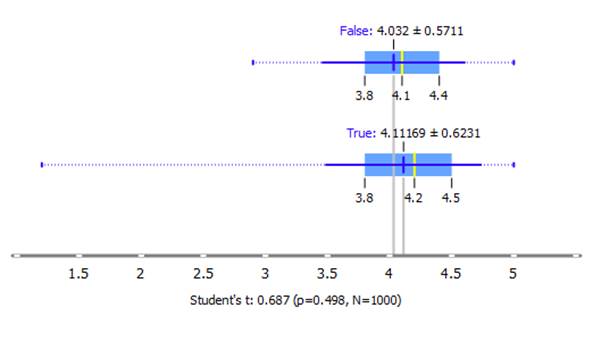 False: 4.032 ± 0.5711
3.8 4.1 4.4
True: 4.11169 ± 0.6231
3.8 4.2 4.5
1.5 2 2.5 3 3.5 4 4.5 5
Student's t: 0.687 (p=0.498, N=1000)